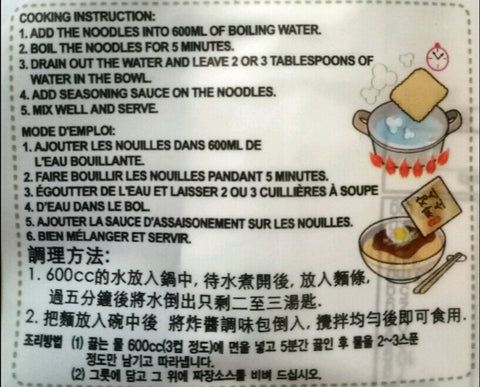 COOKING INSTRUCTION:
1. ADD THE NOODLES INTO 600ML OF BOILING WATER.
2. BOIL THE NOODLES FOR 5 MINUTES.
3. DRAIN OUT THE WATER AND LEAVE 2 OR 3 TABLESPOONS OF
WATER IN THE BOWL.
4. ADD SEASONING SAUCE ON THE NOODLES.
5. MIX WELL AND SERVE.
MODE D'EMPLOI:
1. AJOUTER LES NOUILLES DANS 600ML DE
L'EAU BOUILLANTE.
2. FAIRE BOUILLIR LES NOUILLES PANDANT 5 MINUTES.
3. ÉGOUTTER DE L'EAU ET LAISSER 2 OU 3 CUILLIÈRES À SOUPE
4. D'EAU DANS LE BOL.
5. AJOUTER LA SAUCE D'ASSAISONEMENT SUR LES NOUILLES.
6. BIEN MÉLANGER ET SERVIR.
調理方法:
1. 600cc的水放入鍋中, 待水煮開後, 放入麵條,
過五分鐘後將水倒出只剩二至三湯匙.
2. 把麵放入碗中後 將炸醬調味包倒入, 攪拌均勻後即可食用.
조리방법 (1) 끓는 물 600cc(3컵 정도)에 면을 넣고 5분간 끓인 후 물을 2~3스푼
정도만 남기고 따라냅니다.
(2) 그릇에 담고 그 위에 짜장소스를 비벼 드십시오.